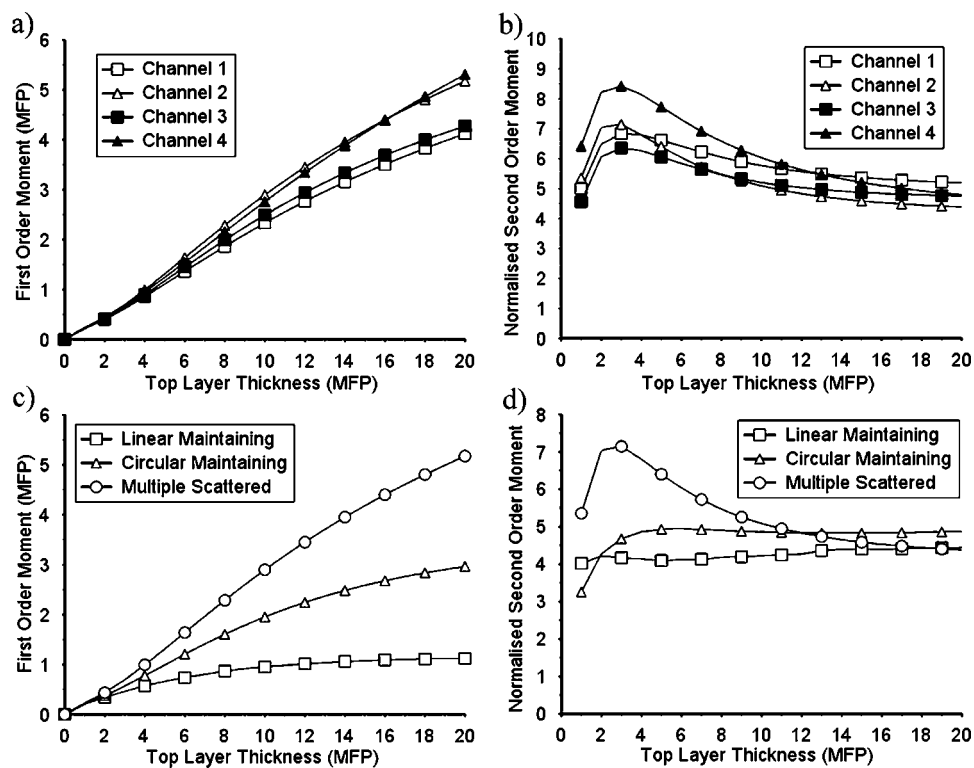 a)
First Order Moment (MFP)
6
5
4
3
2
1
0
Channel 1
Channel 2
Channel 3
Channel 4
0 2 4 6 8 10 12 14 16 18 20
Top Layer Thickness (MFP)
b)
Normalised Second Order Moment
10
9
8
7
6
5
4
3
2
1
0
Channel 1
Channel 2
Channel 3
Channel 4
0 2 4 6 8 10 12 14 16 18 20
Top Layer Thickness (MFP)
c)
First Order Moment (MFP)
6
5
4
3
2
1
0
Linear Maintaining
Circular Maintaining
Multiple Scattered
0 2 4 6 8 10 12 14 16 18 20
Top Layer Thickness (MFP)
d)
Normalised Second Order Moment
8
7
6
5
4
3
2
1
0
Linear Maintaining
Circular Maintaining
Multiple Scattered
0 2 4 6 8 10 12 14 16 18 20
Top Layer Thickness (MFP)